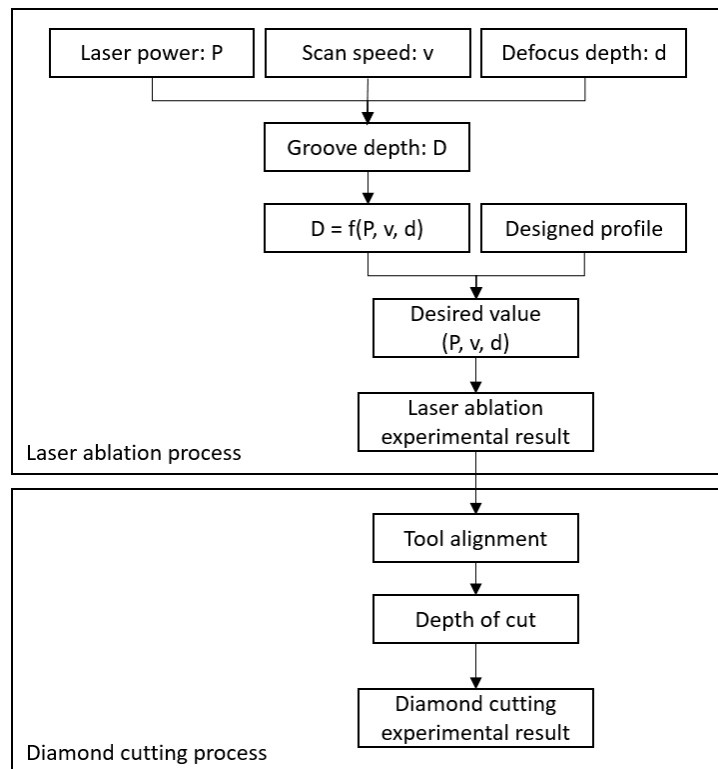 Laser power: P
Scan speed: v
Defocus depth: d
Groove depth: D
D = f(P, v, d)
Designed profile
Desired value
(P, v, d)
Laser ablation
experimental result
Laser ablation process
Tool alignment
Depth of cut
Diamond cutting
experimental result
Diamond cutting process